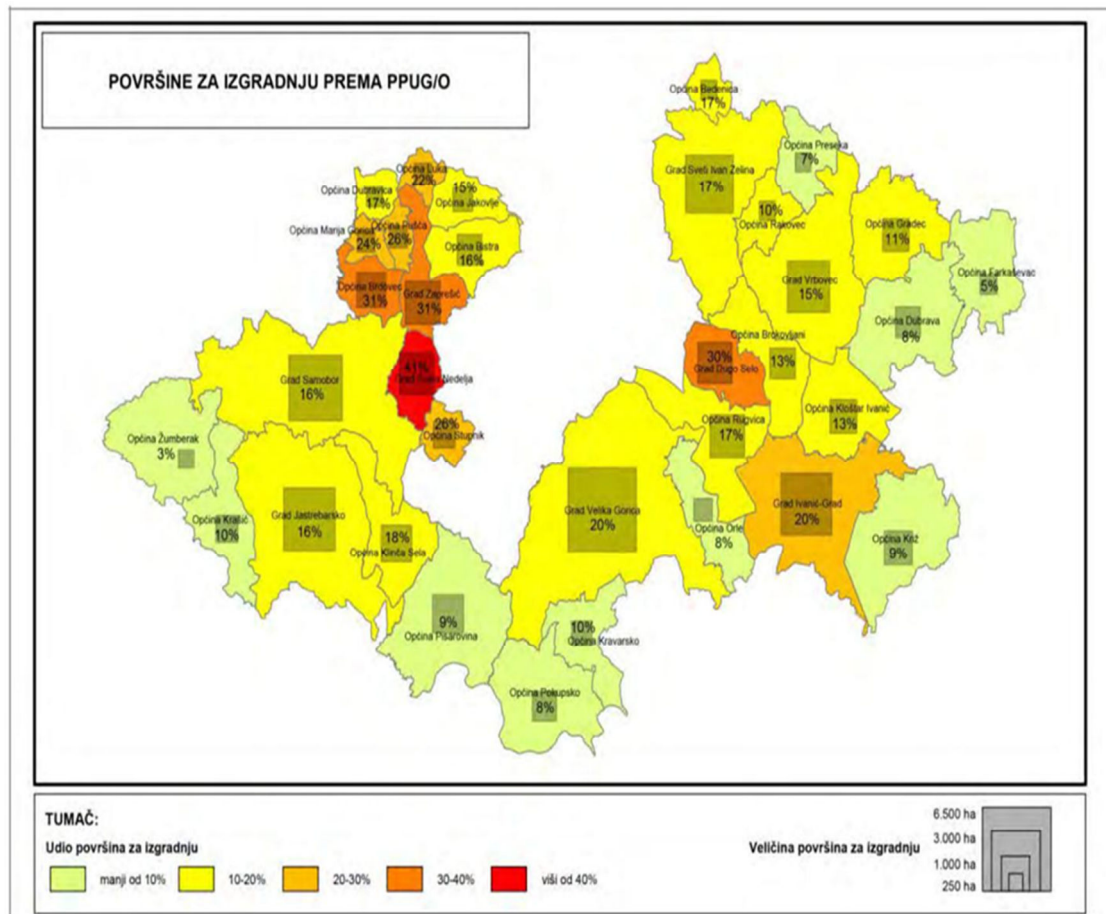 POVRŠINE ZA IZGRADNJU PREMA PPUG/O
Općina Bedenica
17%
Općina Preseka
7%
Grad Sveti Ivan Zelina
17%
Općina Luka
22%
15%
Općina Jakovlje
Općina Dubravica
17%
10%
Općina Rakovec
Općina Gradec
11%
Općina Marija Gorica
24%
Općina Pušća
26%
Općina Bistra
16%
Općina Farkaševac
5%
Grad Vrbovec
15%
Općina Brdovec
31%
Grad Zaprešić
31%
Općina Dubrava
8%
Općina Brckovljani
13%
30%
Grad Dugo Selo
41%
Grad Sveta Nedelja
Grad Samobor
16%
Općina Kloštar Ivanić
13%
26%
Općina Stupnik
Općina Rugvica
17%
Općina Žumberak
3%
Grad Velika Gorica
20%
Grad Ivanić-Grad
20%
Grad Jastrebarsko
16%
Općina Krašić
10%
18%
Općina Klinča Sela
Općina Orle
8%
Općina Križ
9%
9%
Općina Pisarovina
10%
Općina Kravarsko
Općina Pokupsko
8%
TUMAČ:
Udio površina za izgradnju
manji od 10%
10-20%
20-30%
30-40%
viši od 40%
Veličina površina za izgradnju
6.500 ha
3.000 ha
1.000 ha
250 ha